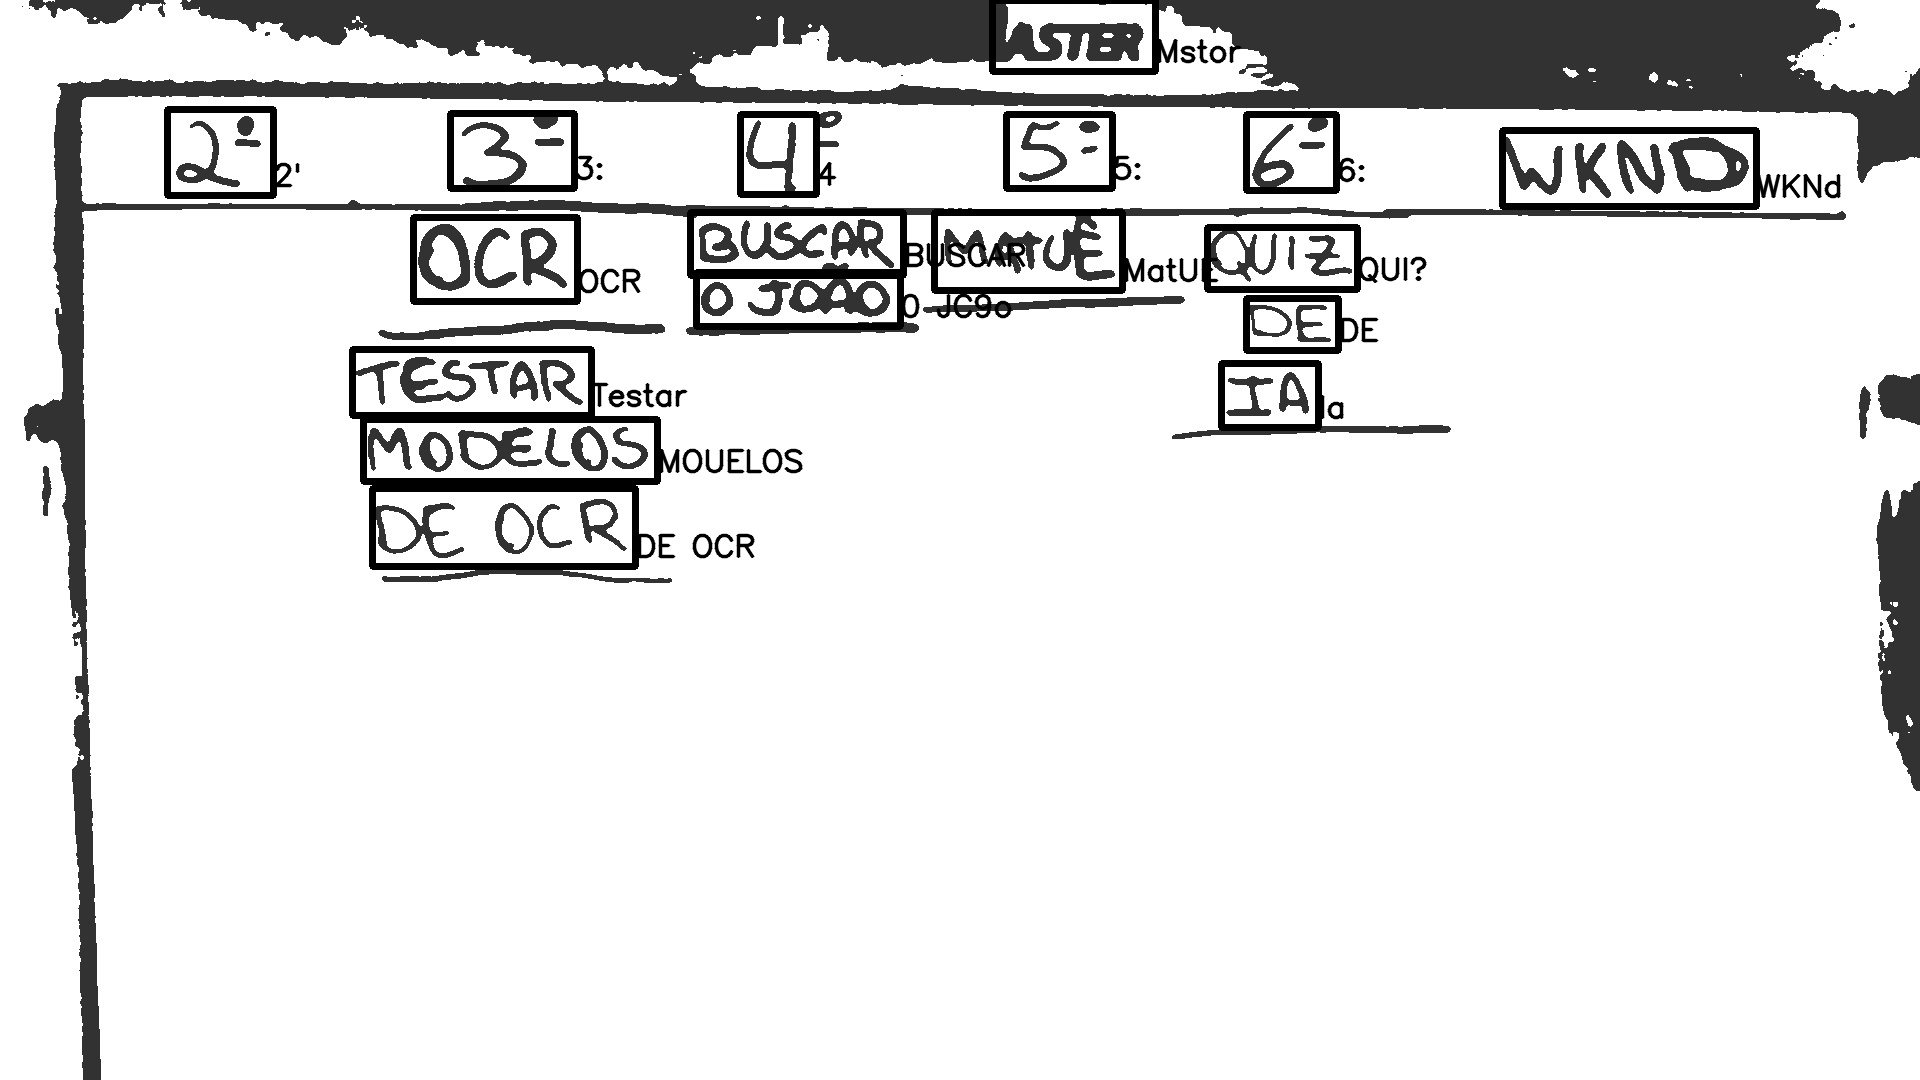 ASTER Mstor
2º 2' 3º 3: 4º 4 5º 5: 6º 6: WKND WKNd
OCR OCR
BUSCAR BUSCAR
O JOÃO O JC9o
MATUÊ MatUE
QUIZ QUI?
DE DE
IA Ia
TESTAR Testar
MODELOS MOUELOS
DE OCR DE OCR